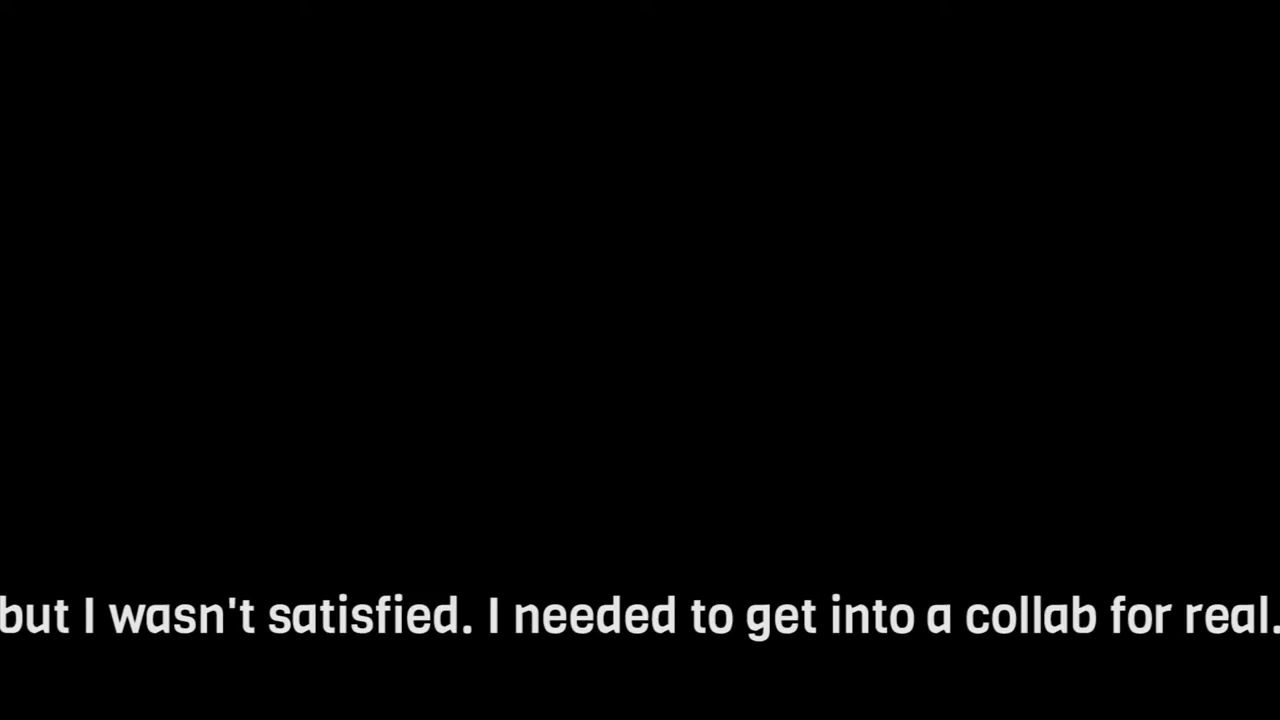 but I wasn't satisfied. I needed to get into a collab for real.